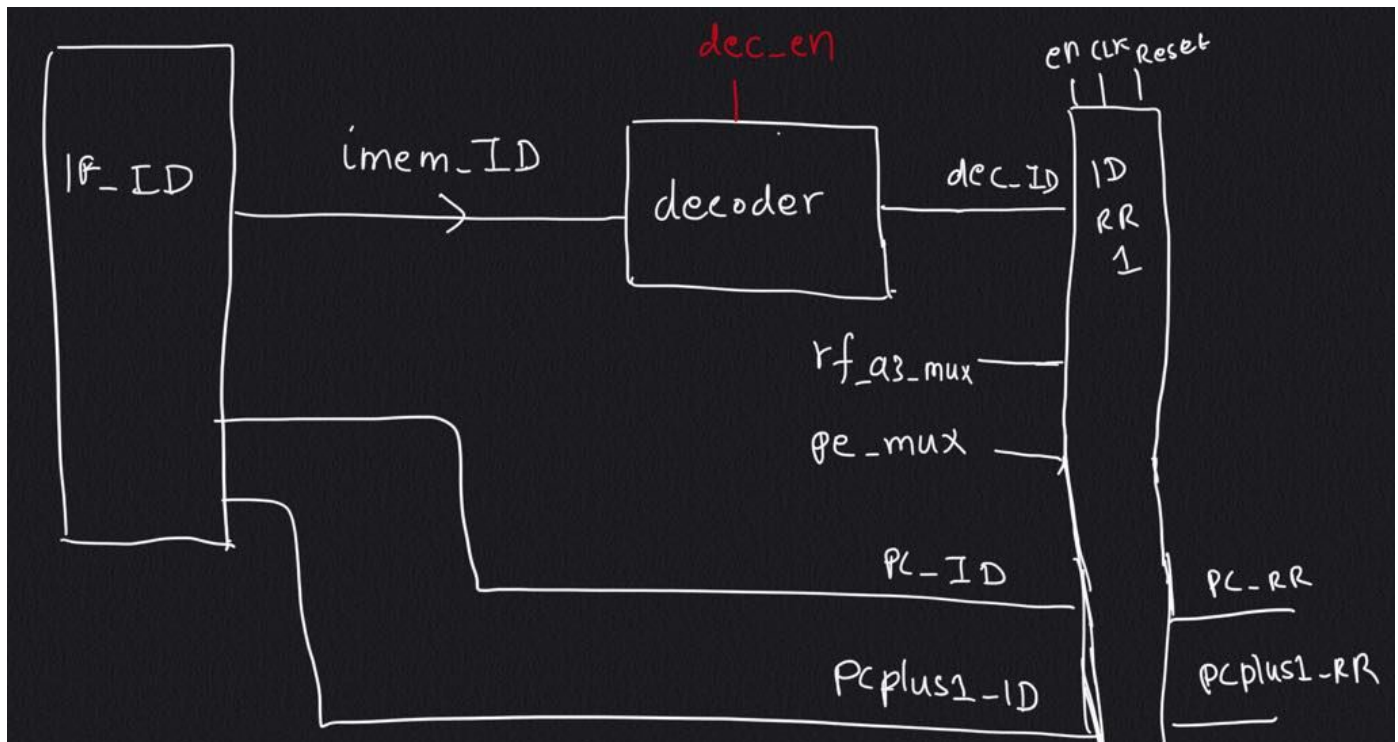 dec_en
en CLK Reset
IF_ID
imem_ID
decoder
dec_ID
ID
RR
1
rf_a3_mux
pe_mux
PC_ID
PC_RR
PCplus1_ID
PCplus1_RR